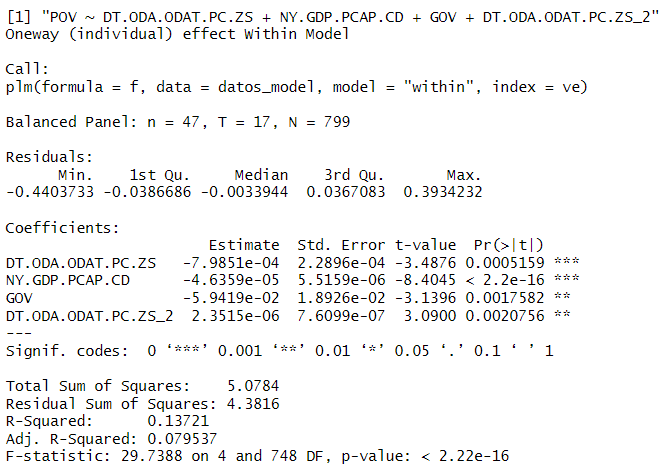 [1] "POV ~ DT.ODA.ODAT.PC.ZS + NY.GDP.PCAP.CD + GOV + DT.ODA.ODAT.PC.ZS_2"
Oneway (individual) effect Within Model
Call:
plm(formula = f, data = datos_model, model = "within", index = ve)
Balanced Panel: n = 47, T = 17, N = 799
Residuals:
Min. 1st Qu. Median 3rd Qu. Max.
-0.4403733 -0.0386686 -0.0033944 0.0367083 0.3934232
Coefficients:
Estimate Std. Error t-value Pr(>|t|)
DT.ODA.ODAT.PC.ZS -7.9851e-04 2.2896e-04 -3.4876 0.0005159 ***
NY.GDP.PCAP.CD -4.6359e-05 5.5159e-06 -8.4045 < 2.2e-16 ***
GOV -5.9419e-02 1.8926e-02 -3.1396 0.0017582 **
DT.ODA.ODAT.PC.ZS_2 2.3515e-06 7.6099e-07 3.0900 0.0020756 **
---
Signif. codes: 0 ‘***’ 0.001 ‘**’ 0.01 ‘*’ 0.05 ‘.’ 0.1 ‘ ’ 1
Total Sum of Squares: 5.0784
Residual Sum of Squares: 4.3816
R-Squared: 0.13721
Adj. R-Squared: 0.079537
F-statistic: 29.7388 on 4 and 748 DF, p-value: < 2.22e-16